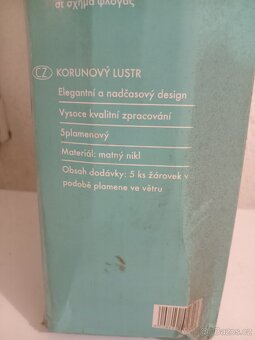 σε σχήμα φλόγας
CZ KORUNOVÝ LUSTR
Elegantní a nadčasový design
Vysoce kvalitní zpracování
5plamenový
Materiál: matný nikl
Obsah dodávky: 5 ks žárovek v
podobě plamene ve větru